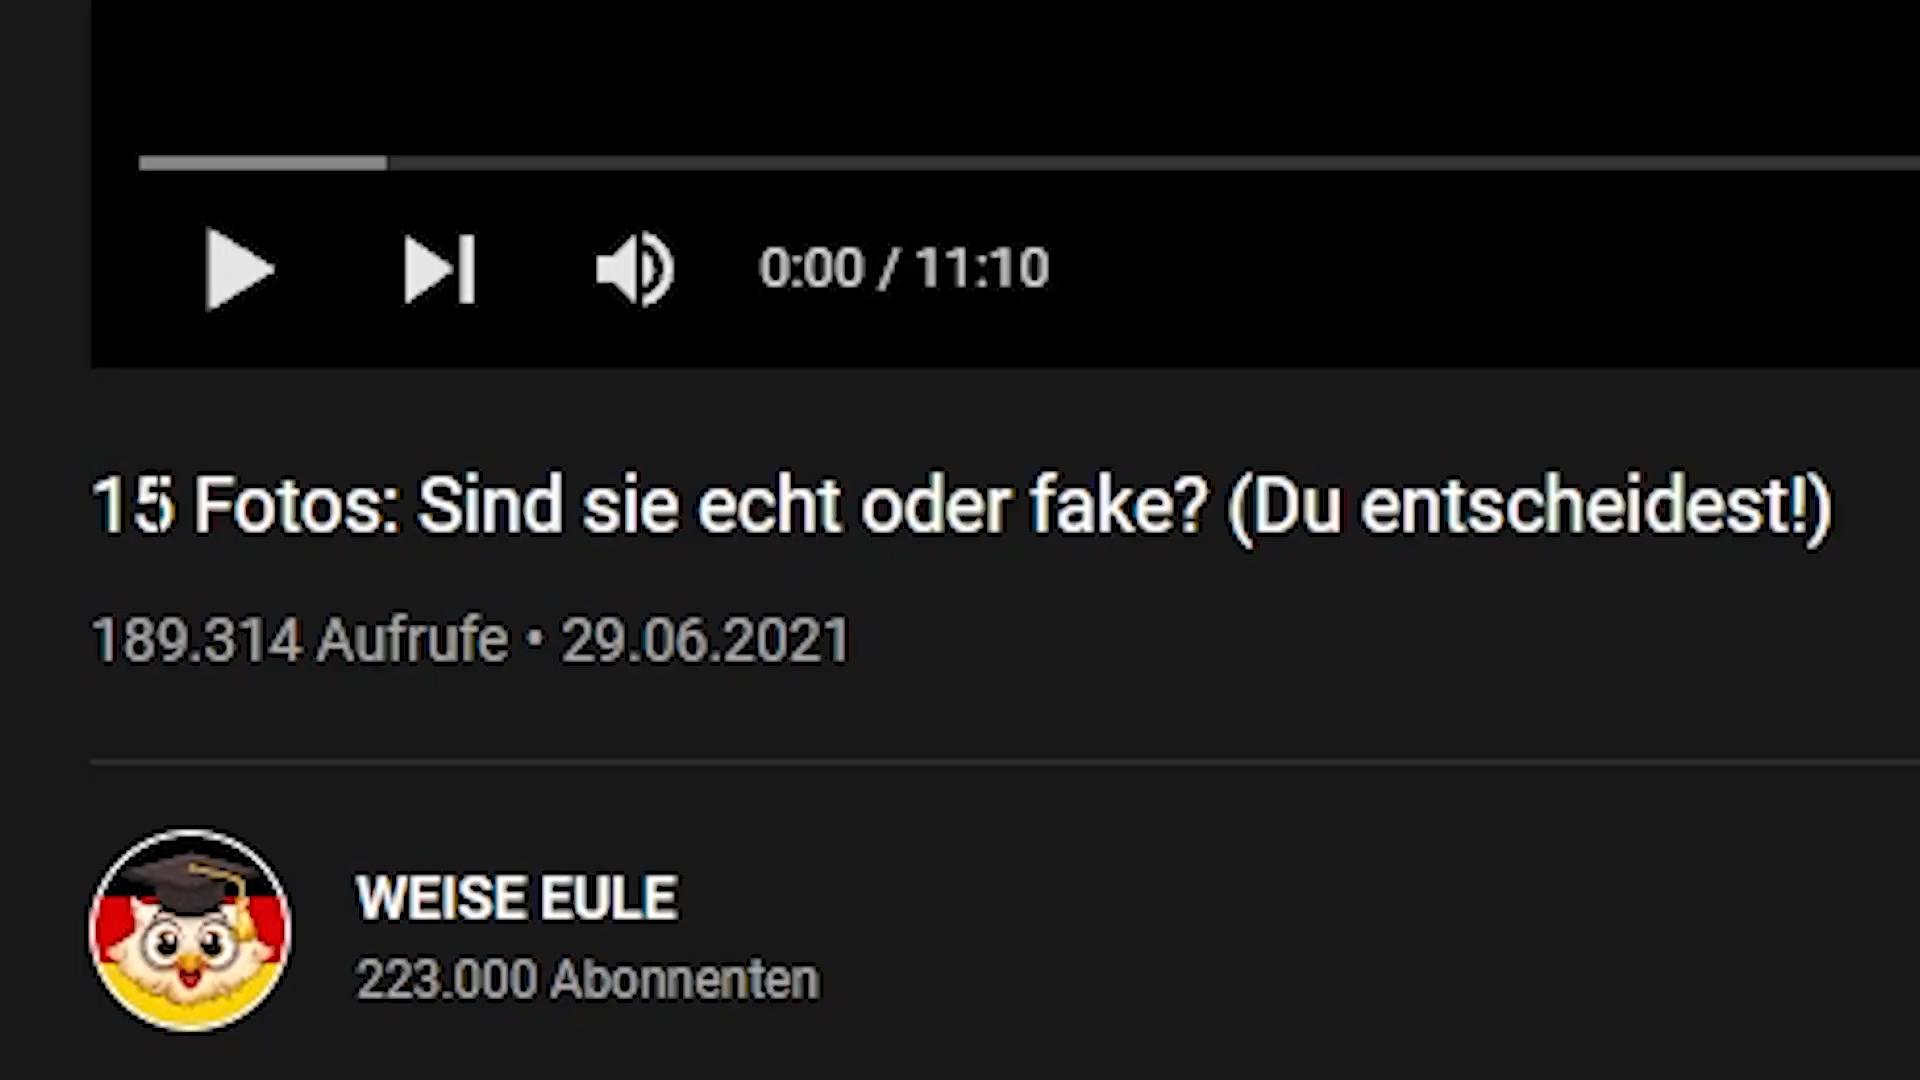 0:00 / 11:10
15 Fotos: Sind sie echt oder fake? (Du entscheidest!)
189.314 Aufrufe • 29.06.2021
WEISE EULE
223.000 Abonnenten